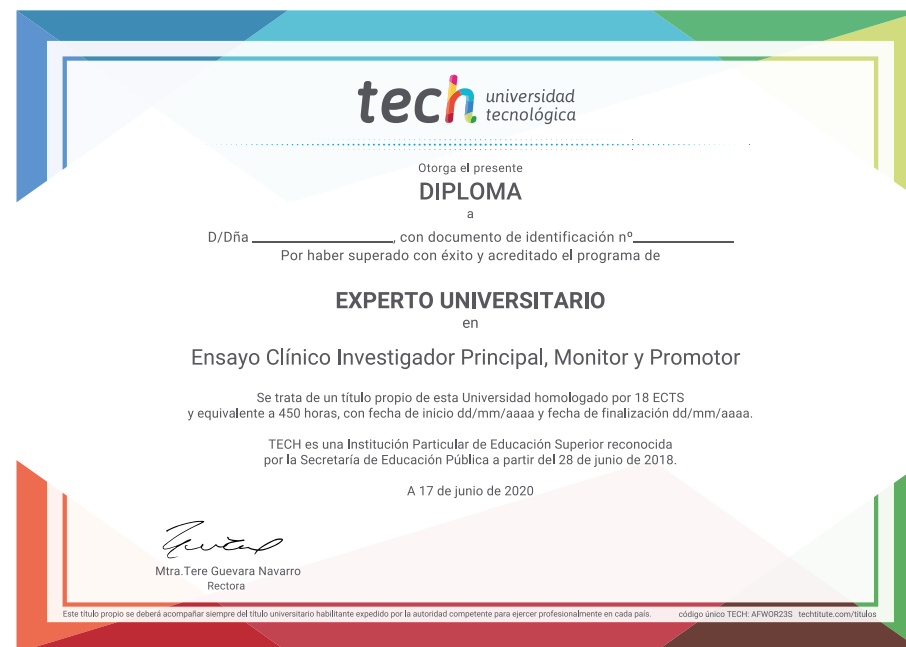 tech universidad
tecnológica
Otorga el presente
DIPLOMA
a
D/Dña ______________, con documento de identificación nº__________
Por haber superado con éxito y acreditado el programa de
EXPERTO UNIVERSITARIO
en
Ensayo Clínico Investigador Principal, Monitor y Promotor
Se trata de un título propio de esta Universidad homologado por 18 ECTS
y equivalente a 450 horas, con fecha de inicio dd/mm/aaaa y fecha de finalización dd/mm/aaaa.
TECH es una Institución Particular de Educación Superior reconocida
por la Secretaría de Educación Pública a partir del 28 de junio de 2018.
A 17 de junio de 2020
Mtra.Tere Guevara Navarro
Rectora
Este título propio se deberá acompañar siempre del título universitario habilitante expedido por la autoridad competente para ejercer profesionalmente en cada país. código único TECH: AFWOR23S techtitute.com/titulos